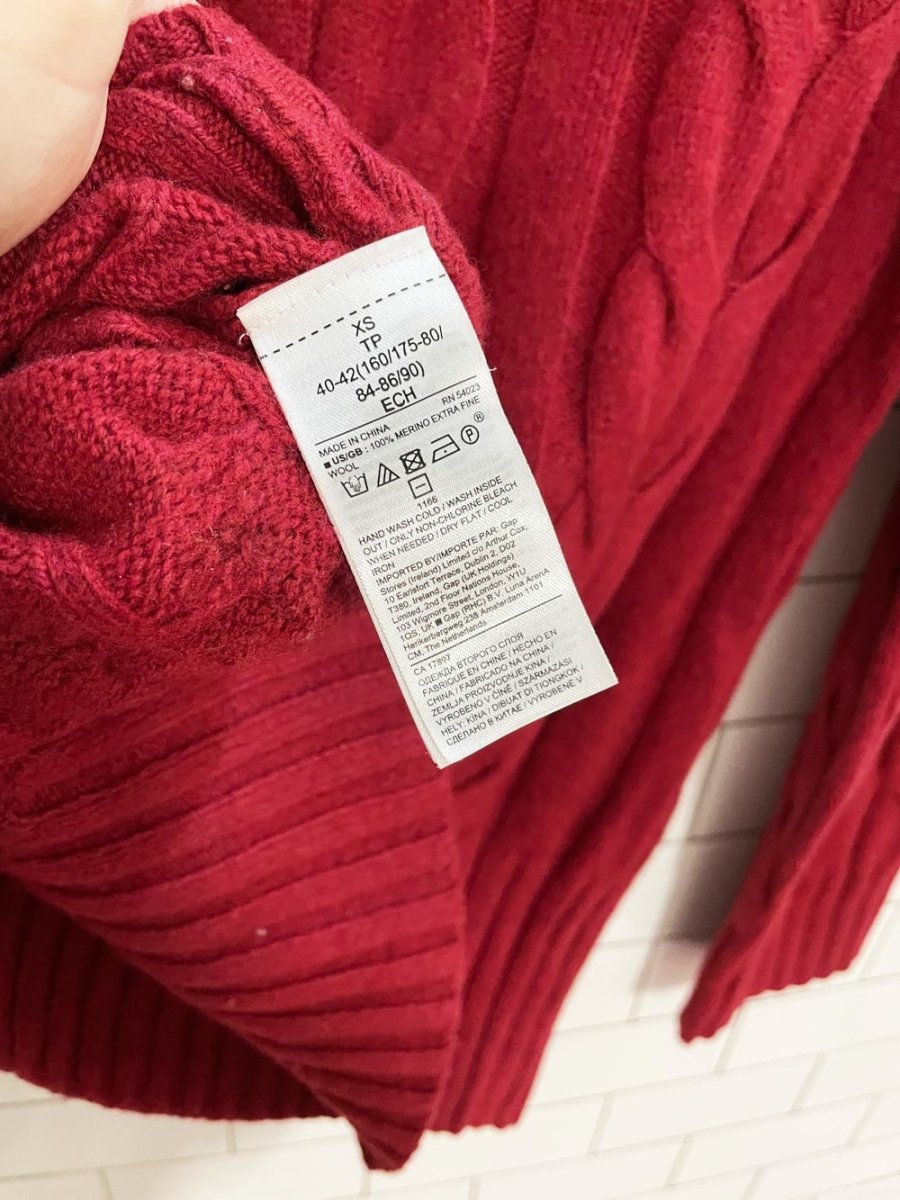 XS
TP
40-42(160/175-80/
84-86/90)
ECH
MADE IN CHINA RN 54023
■ US/GB : 100% MERINO EXTRA FINE
WOOL
P ®
1166
HAND WASH COLD / WASH INSIDE
OUT / ONLY NON-CHLORINE BLEACH
WHEN NEEDED / DRY FLAT / COOL
IRON
IMPORTED BY/IMPORTE PAR: Gap
Stores (Ireland) Limited c/o Arthur Cox,
10 Earlsfort Terrace, Dublin 2, D02
T380, Ireland, Gap (UK Holdings)
Limited, 2nd Floor Nations House,
103 Wigmore Street, London, W1U
1QS, UK ■ Gap (RHC) B.V. Luna ArenA
Herikerbergweg 238 Amsterdam 1101
CM, The Netherlands
CA 17897
ОДЕЖДА ВТОРОГО СЛОЯ
FABRIQUE EN CHINE / HECHO EN
CHINA / FABRICADO NA CHINA /
ZEMLJA PROIZVODNJE KINA /
VYROBENO V ČÍNĚ / SZÁRMAZÁSI
HELY: KÍNA / DIBUAT DI TIONGKOK /
СДЕЛАНО В КИТАЕ / VYROBENÉ V